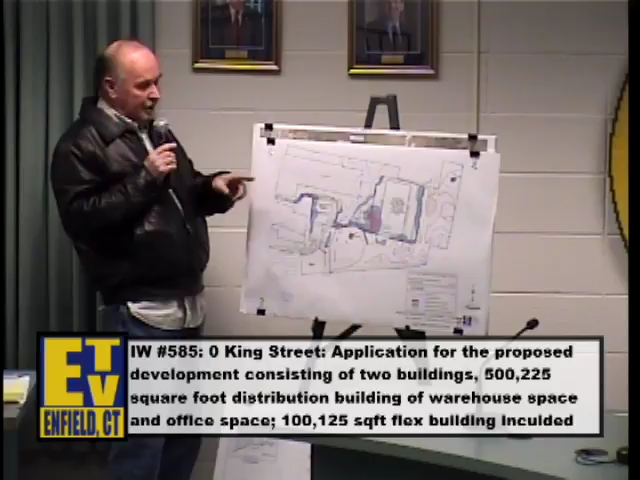 ETV
ENFIELD, CT
IW #585: 0 King Street: Application for the proposed
development consisting of two buildings, 500,225
square foot distribution building of warehouse space
and office space; 100,125 sqft flex building inculded